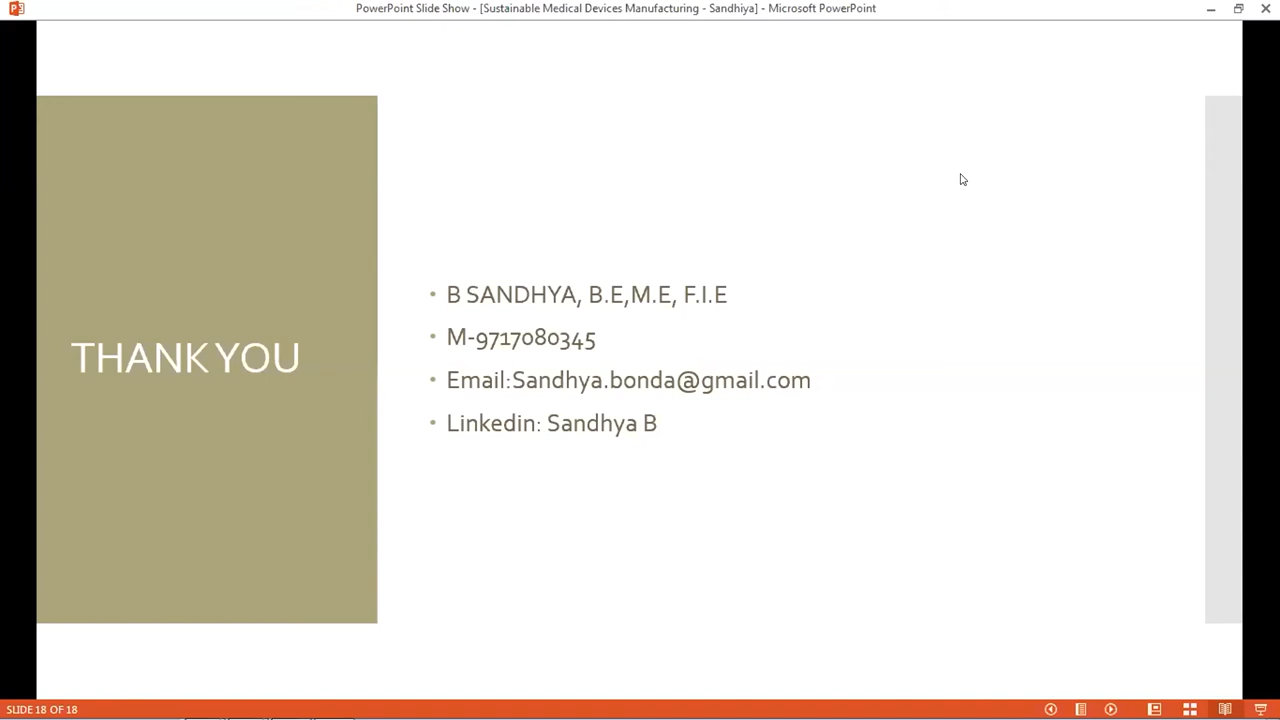 PowerPoint Slide Show - [Sustainable Medical Devices Manufacturing - Sandhiya] - Microsoft PowerPoint
THANK YOU
• B SANDHYA, B.E,M.E, F.I.E
• M-9717080345
• Email:Sandhya.bonda@gmail.com
• Linkedin: Sandhya B
SLIDE 18 OF 18